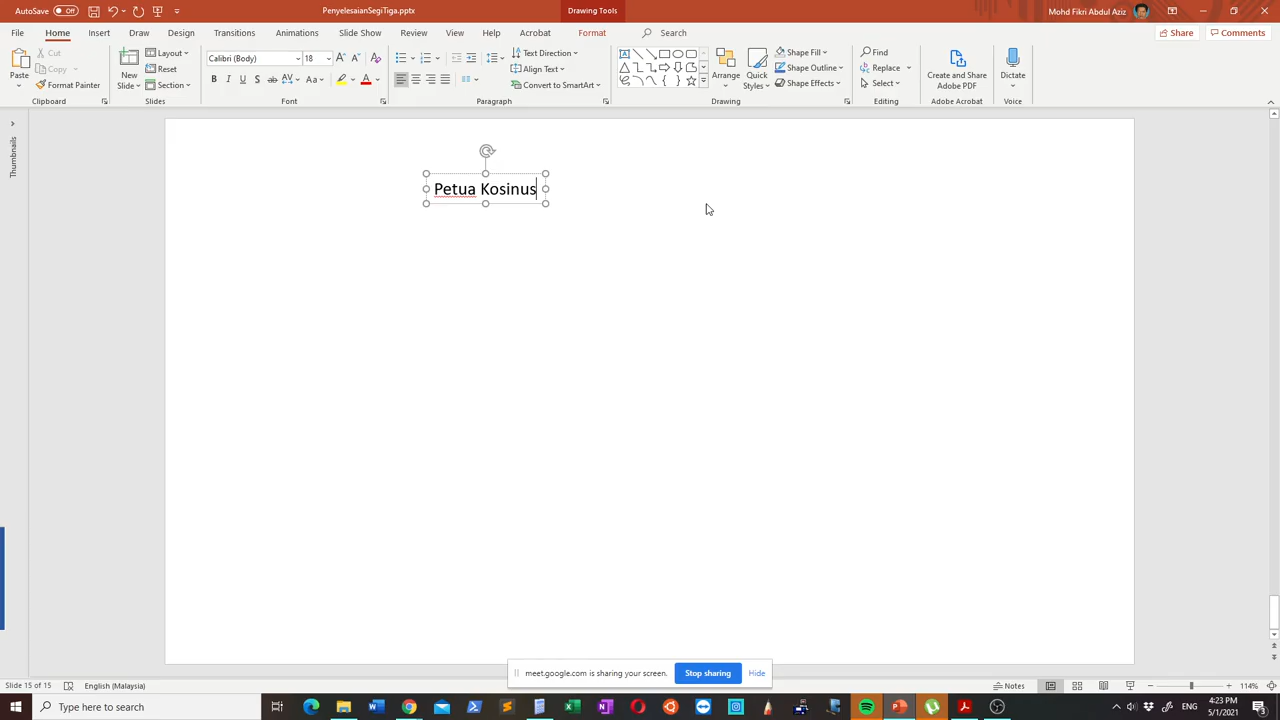 AutoSave Off
PenyelesaianSegiTiga.pptx
Drawing Tools
Mohd Fikri Abdul Aziz
File Home Insert Draw Design Transitions Animations Slide Show Review View Help Acrobat Format Search
Share Comments
Paste
Cut
Copy
Format Painter
Clipboard
New Slide
Layout
Reset
Section
Slides
Calibri (Body) 18
B I U S ab AV Aa A
Font
Text Direction
Align Text
Convert to SmartArt
Paragraph
Arrange
Quick Styles
Shape Fill
Shape Outline
Shape Effects
Drawing
Find
Replace
Select
Editing
Create and Share Adobe PDF
Adobe Acrobat
Dictate
Voice
Thumbnails
Petua Kosinus
meet.google.com is sharing your screen. Stop sharing Hide
Slide 15 of 15 English (Malaysia) Notes 114%
Type here to search
4:23 PM
5/1/2021